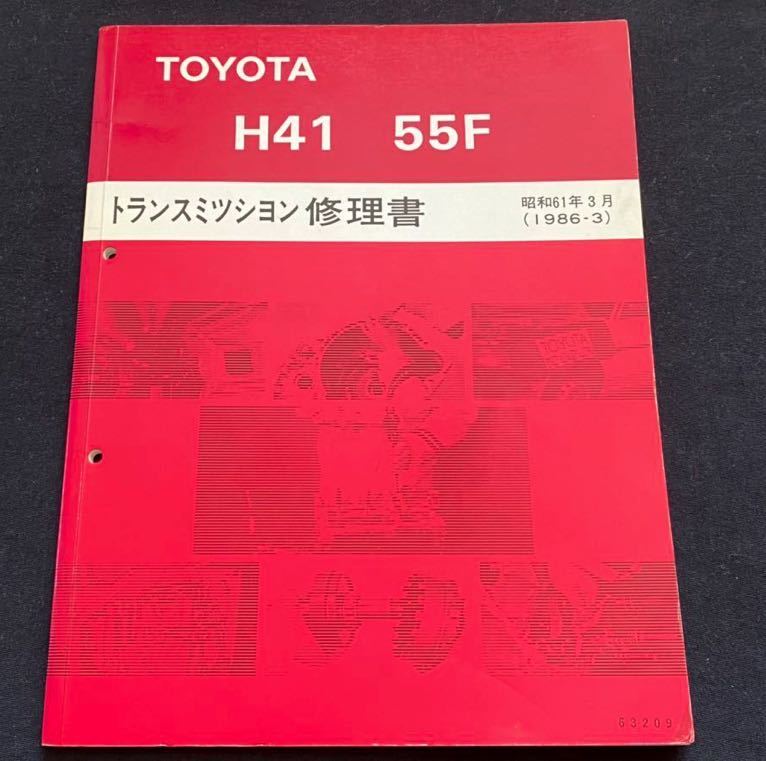 TOYOTA
H41 55F
トランスミツシヨン 修理書
昭和61年3月
(1986-3)
TOYOTA
63209